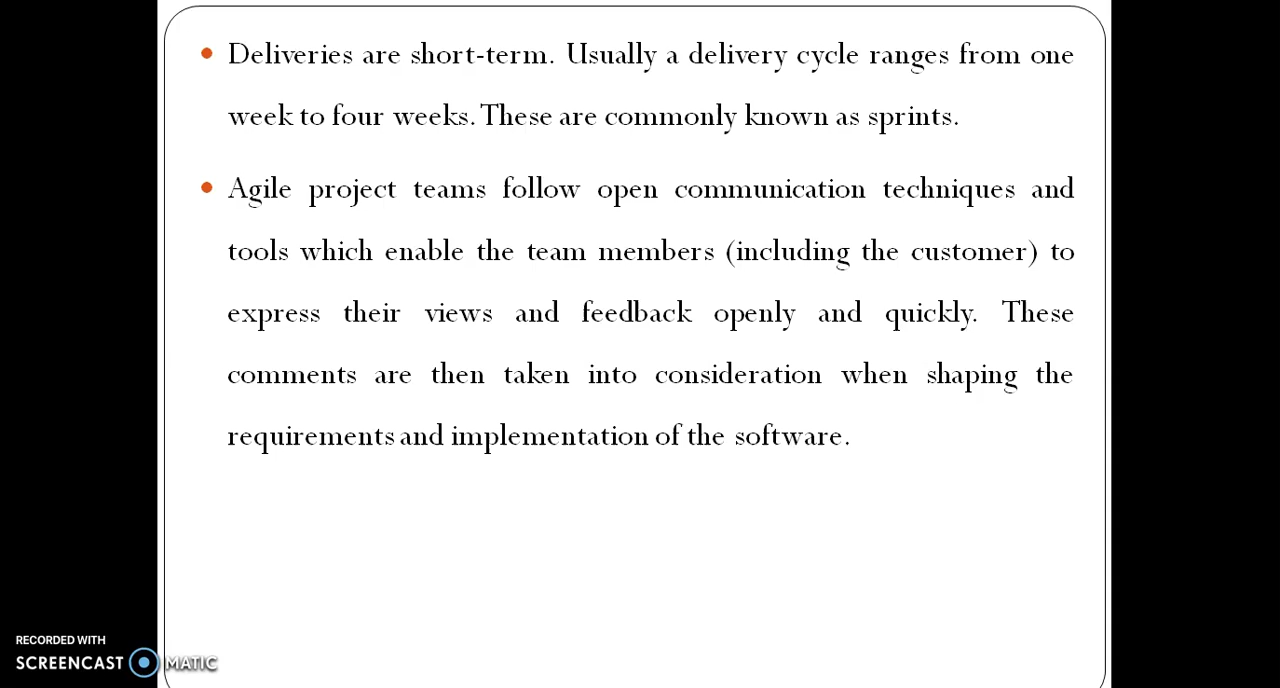 Deliveries are short-term. Usually a delivery cycle ranges from one
week to four weeks. These are commonly known as sprints.
Agile project teams follow open communication techniques and
tools which enable the team members (including the customer) to
express their views and feedback openly and quickly. These
comments are then taken into consideration when shaping the
requirements and implementation of the software.
RECORDED WITH
SCREENCAST MATIC